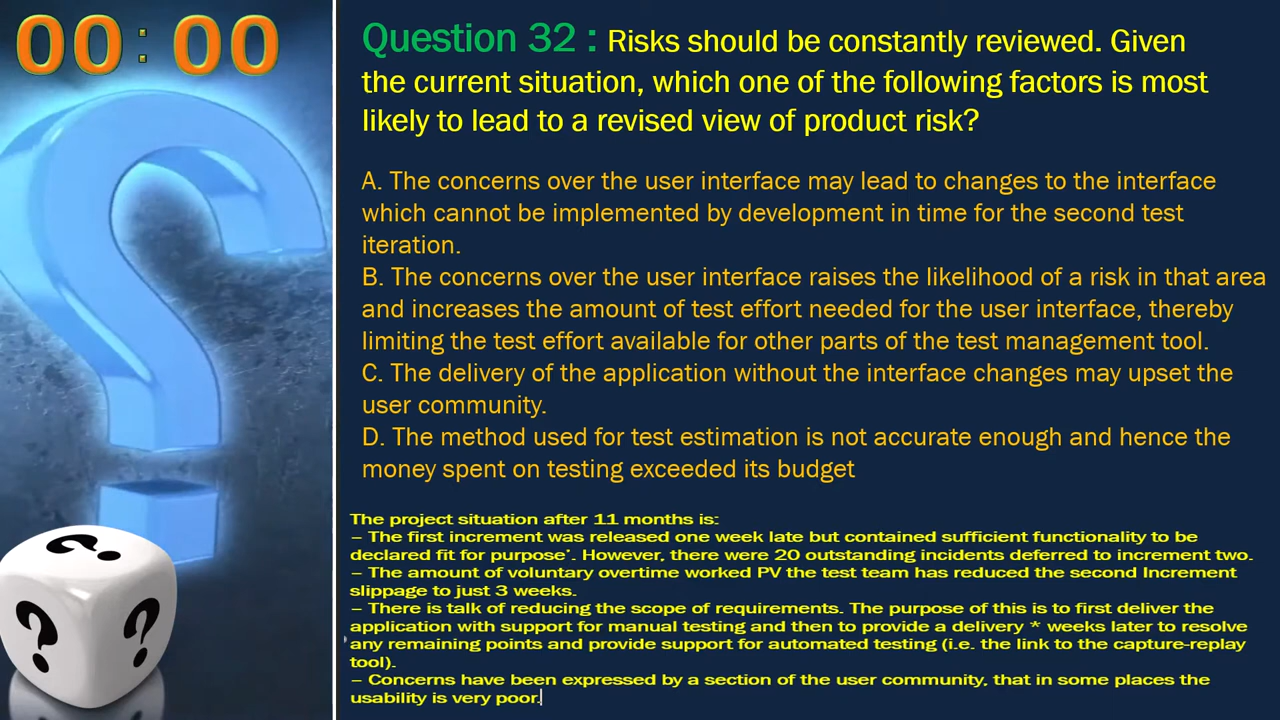 00:00
Question 32 : Risks should be constantly reviewed. Given
the current situation, which one of the following factors is most
likely to lead to a revised view of product risk?
A. The concerns over the user interface may lead to changes to the interface
which cannot be implemented by development in time for the second test
iteration.
B. The concerns over the user interface raises the likelihood of a risk in that area
and increases the amount of test effort needed for the user interface, thereby
limiting the test effort available for other parts of the test management tool.
C. The delivery of the application without the interface changes may upset the
user community.
D. The method used for test estimation is not accurate enough and hence the
money spent on testing exceeded its budget
The project situation after 11 months is:
– The first increment was released one week late but contained sufficient functionality to be
declared fit for purpose'. However, there were 20 outstanding incidents deferred to increment two.
– The amount of voluntary overtime worked PV the test team has reduced the second Increment
slippage to just 3 weeks.
– There is talk of reducing the scope of requirements. The purpose of this is to first deliver the
application with support for manual testing and then to provide a delivery * weeks later to resolve
any remaining points and provide support for automated testing (i.e. the link to the capture-replay
tool).
– Concerns have been expressed by a section of the user community, that in some places the
usability is very poor.
? ? ?